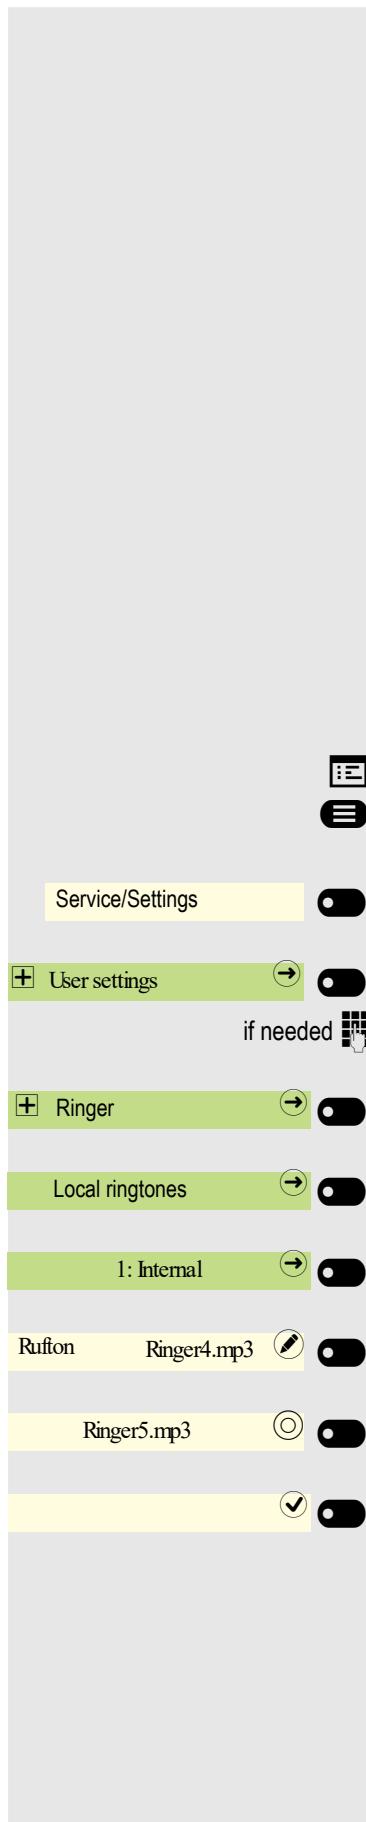 Service/Settings
User settings
if needed
Ringer
Local ringtones
1: Internal
Rufton Ringer4.mp3
Ringer5.mp3